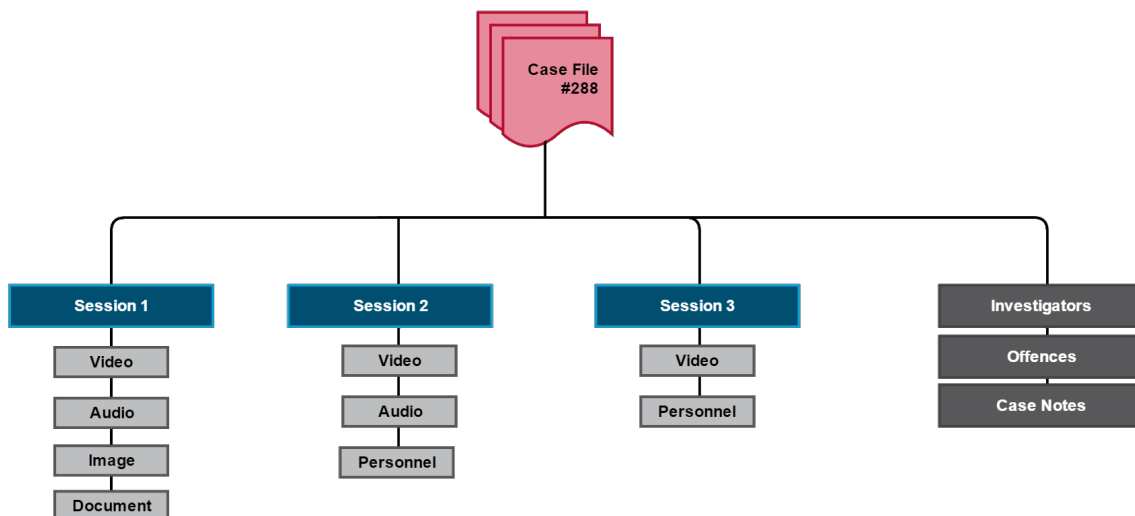 Case File
#288
Session 1
Video
Audio
Image
Document
Session 2
Video
Audio
Personnel
Session 3
Video
Personnel
Investigators
Offences
Case Notes